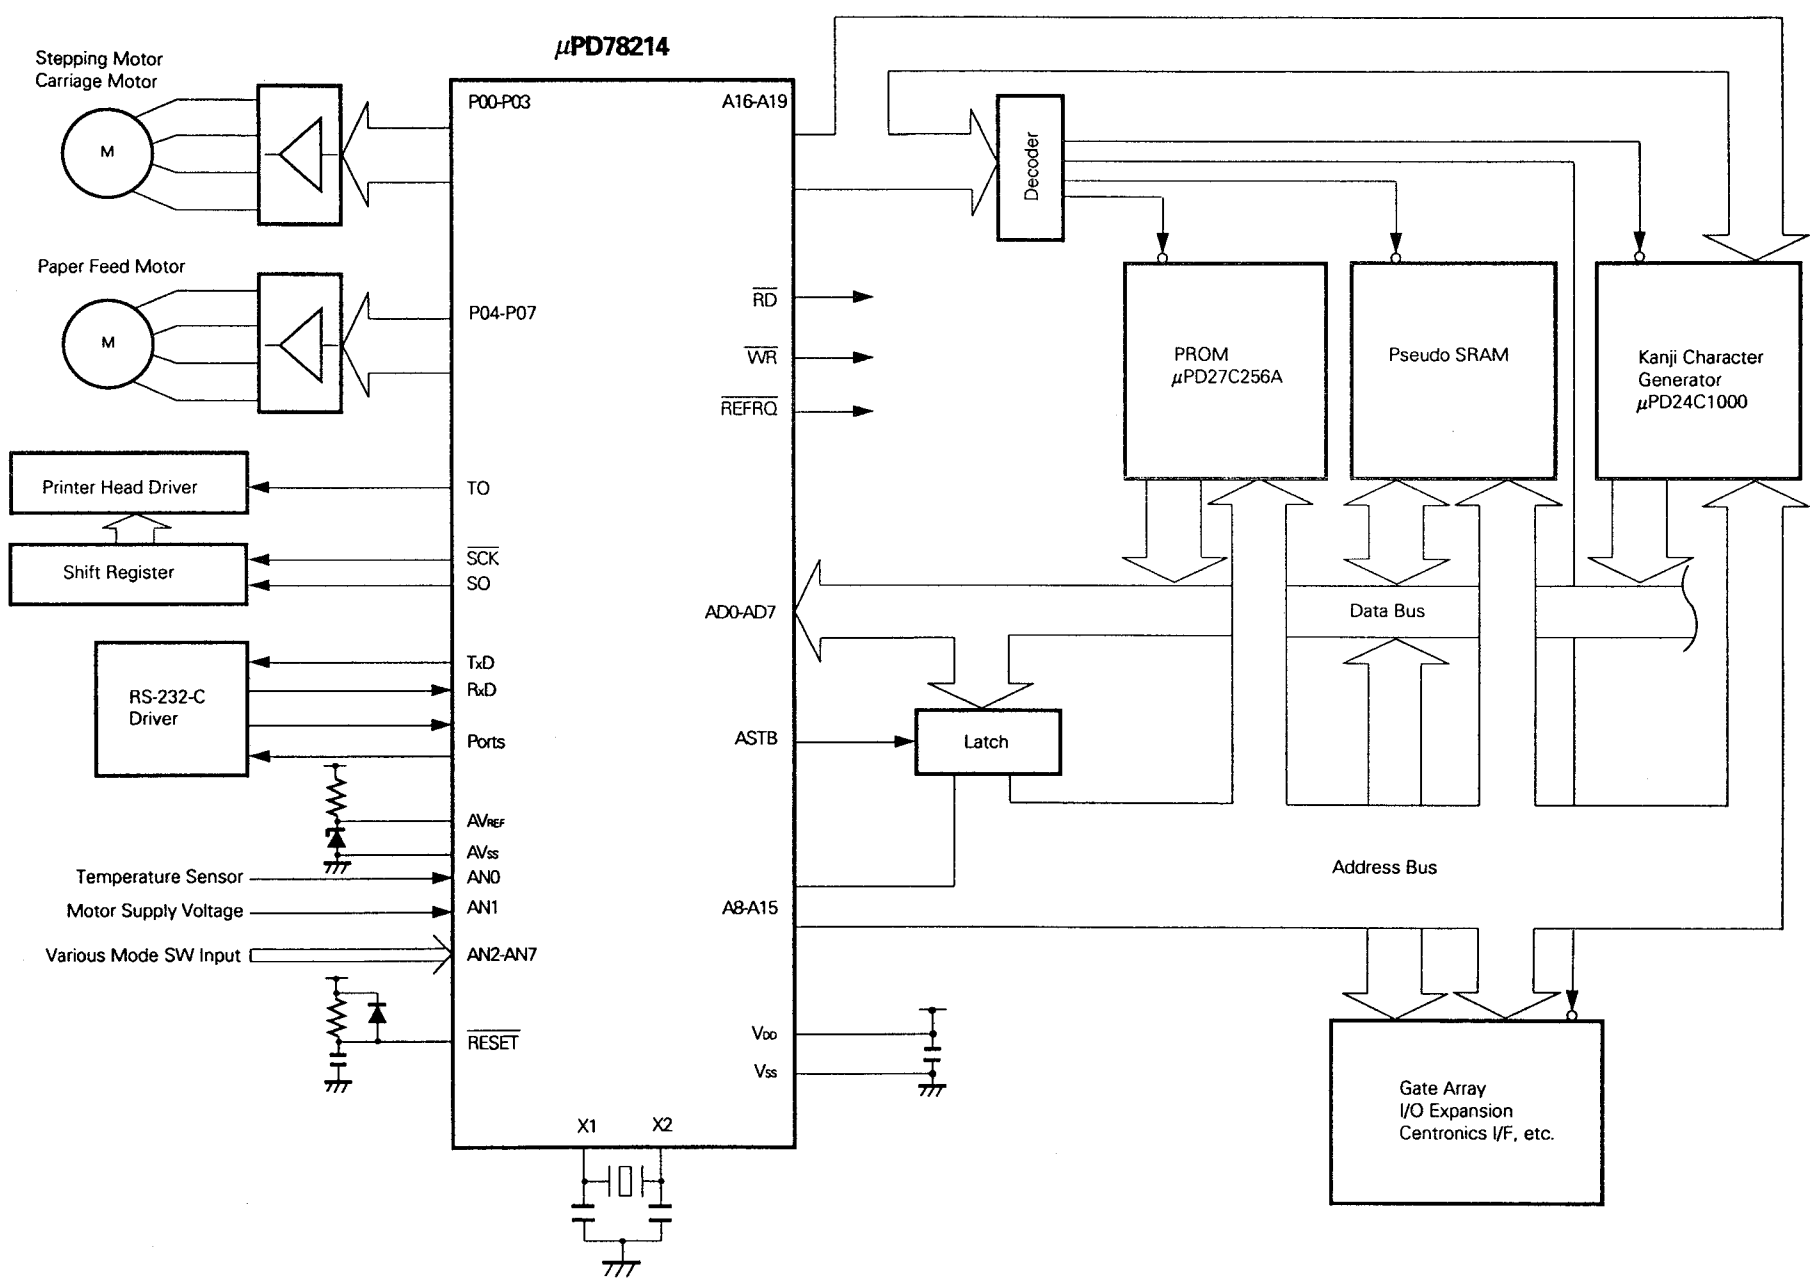 μPD78214
Stepping Motor
Carriage Motor
M
P00-P03
A16-A19
Decoder
Paper Feed Motor
M
P04-P07
RD
WR
REFRQ
PROM
μPD27C256A
Pseudo SRAM
Kanji Character
Generator
μPD24C1000
Printer Head Driver
TO
Shift Register
SCK
SO
AD0-AD7
Data Bus
RS-232-C
Driver
TxD
RxD
Ports
ASTB
Latch
AVREF
AVSS
Temperature Sensor
AN0
Motor Supply Voltage
AN1
A8-A15
Address Bus
Various Mode SW Input
AN2-AN7
RESET
VDD
VSS
X1
X2
Gate Array
I/O Expansion
Centronics I/F, etc.